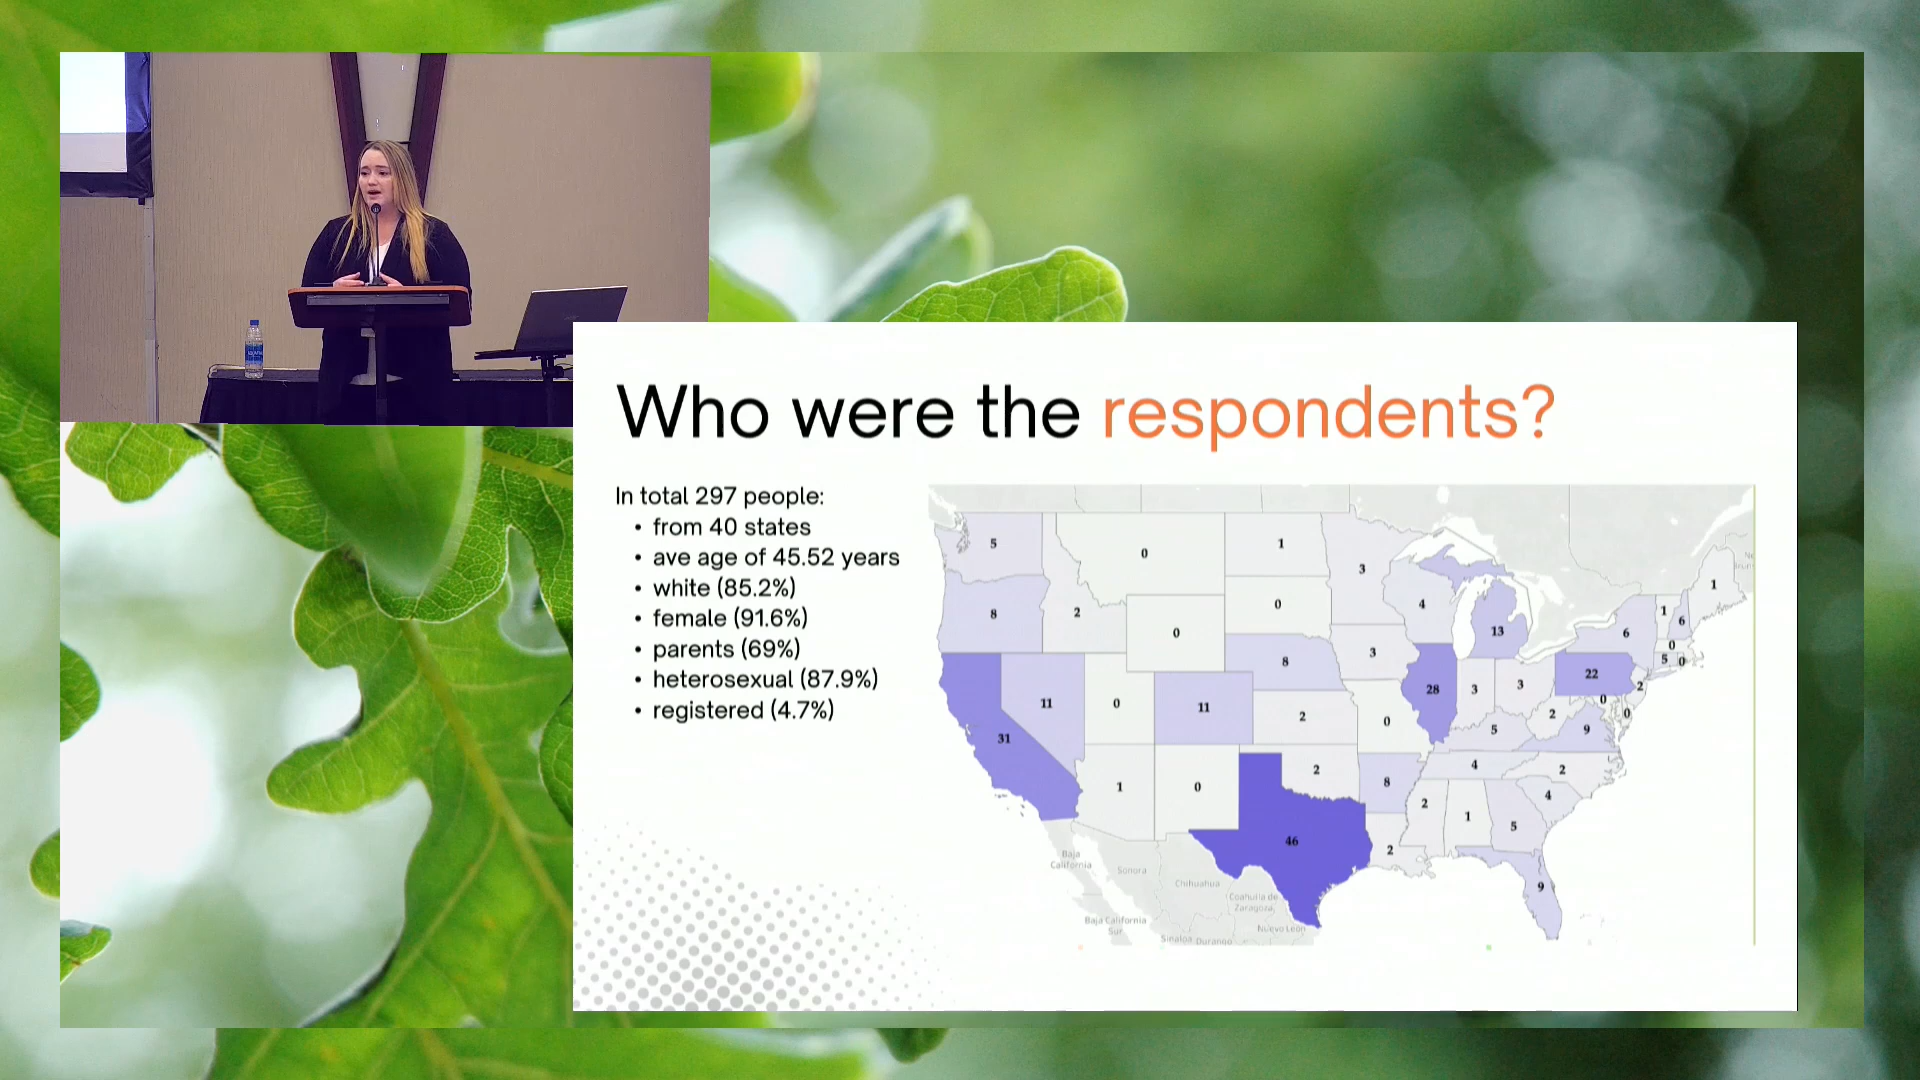 Who were the respondents?
In total 297 people:
• from 40 states
• ave age of 45.52 years
• white (85.2%)
• female (91.6%)
• parents (69%)
• heterosexual (87.9%)
• registered (4.7%)
5
0
1
3
8
2
0
0
4
13
6
1
6
1
0
5
0
31
11
0
11
8
2
3
0
28
3
3
22
2
0
0
5
2
9
1
0
46
2
8
4
2
4
2
1
5
2
9
Baja
California
Sonora
Chihuahua
Coahuila de
Zaragoza
Baja California
Sur
Nuevo León
Sinaloa
Durango